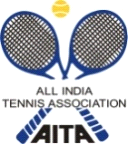 ALL INDIA
TENNIS ASSOCIATION
AITA